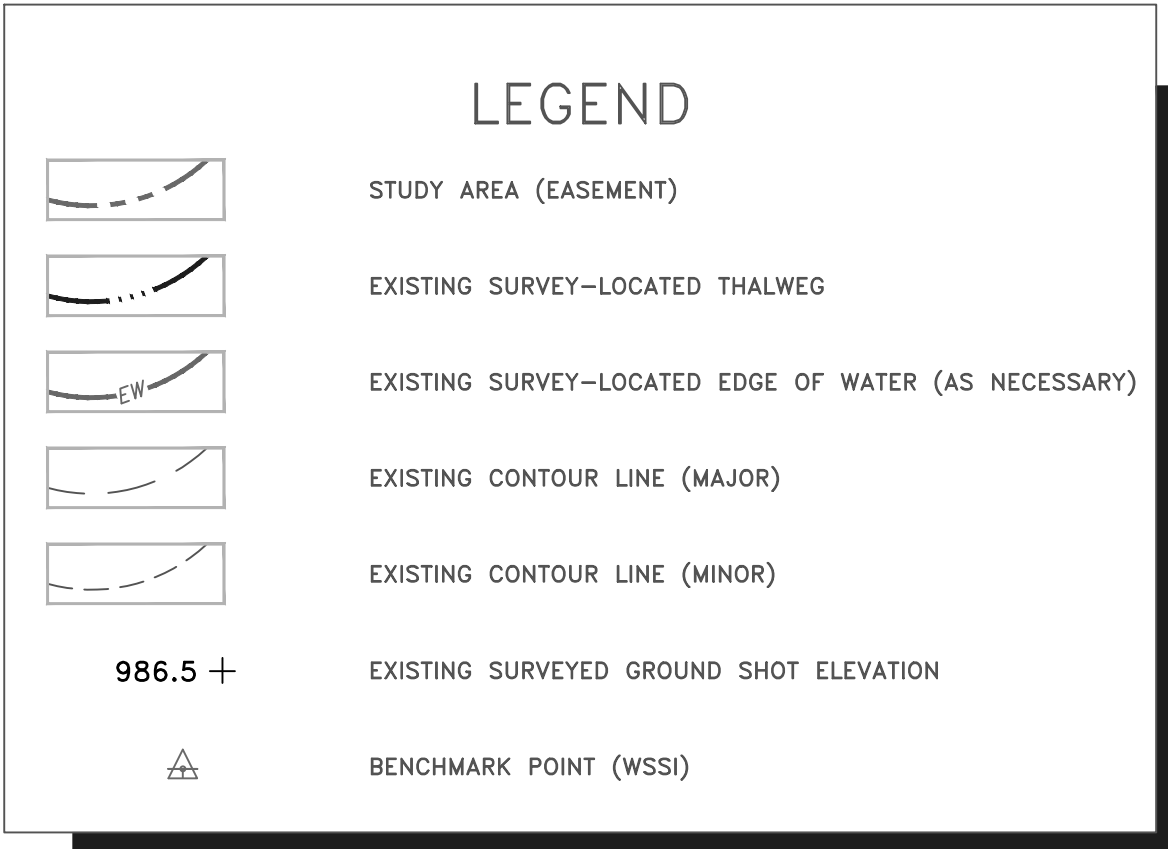 LEGEND
STUDY AREA (EASEMENT)
EXISTING SURVEY-LOCATED THALWEG
EW
EXISTING SURVEY-LOCATED EDGE OF WATER (AS NECESSARY)
EXISTING CONTOUR LINE (MAJOR)
EXISTING CONTOUR LINE (MINOR)
986.5 + EXISTING SURVEYED GROUND SHOT ELEVATION
BENCHMARK POINT (WSSI)